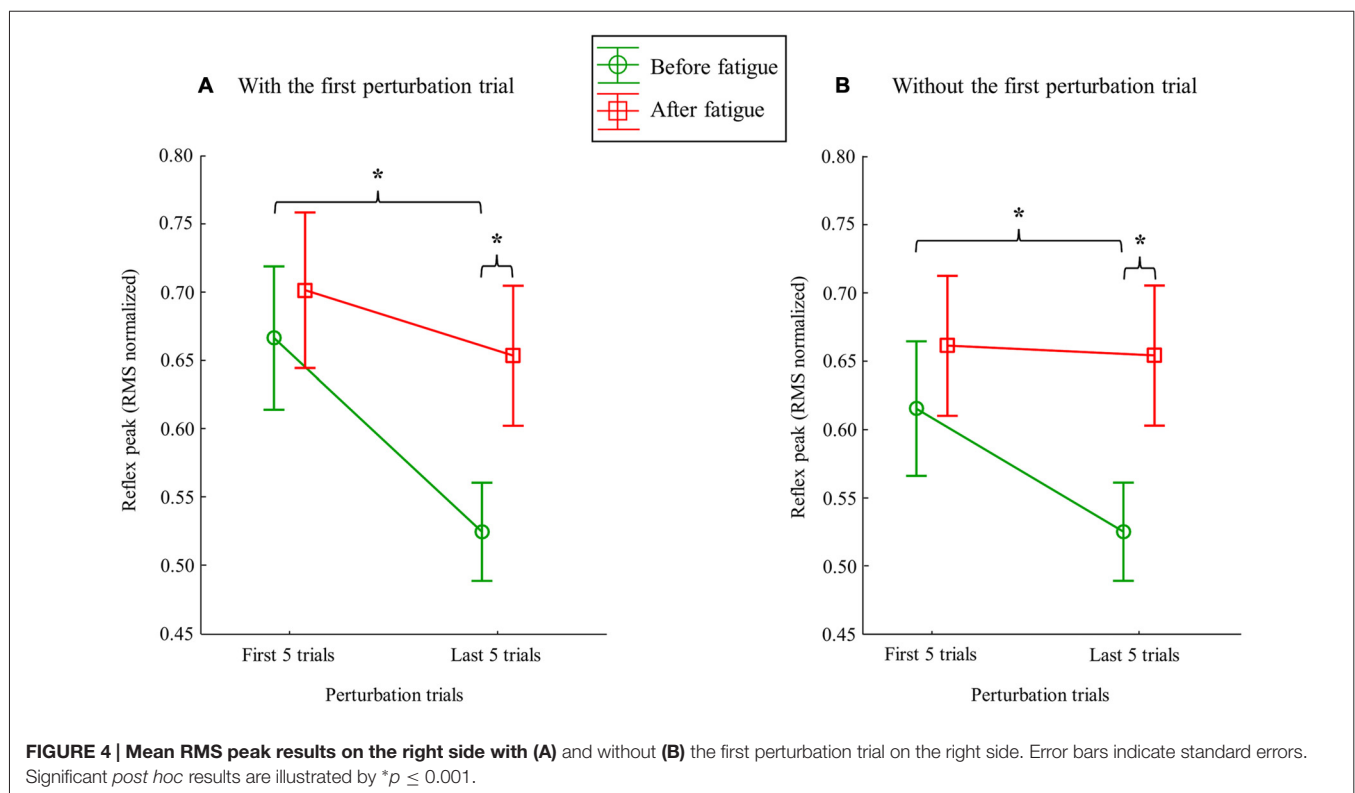 Before fatigue
After fatigue
A With the first perturbation trial
*
*
0.80
0.75
0.70
0.65
0.60
0.55
0.50
0.45
Reflex peak (RMS normalized)
First 5 trials Last 5 trials
Perturbation trials
B Without the first perturbation trial
*
*
0.80
0.75
0.70
0.65
0.60
0.55
0.50
0.45
Reflex peak (RMS normalized)
First 5 trials Last 5 trials
Perturbation trials
FIGURE 4 | Mean RMS peak results on the right side with (A) and without (B) the first perturbation trial on the right side. Error bars indicate standard errors.
Significant post hoc results are illustrated by *p ≤ 0.001.